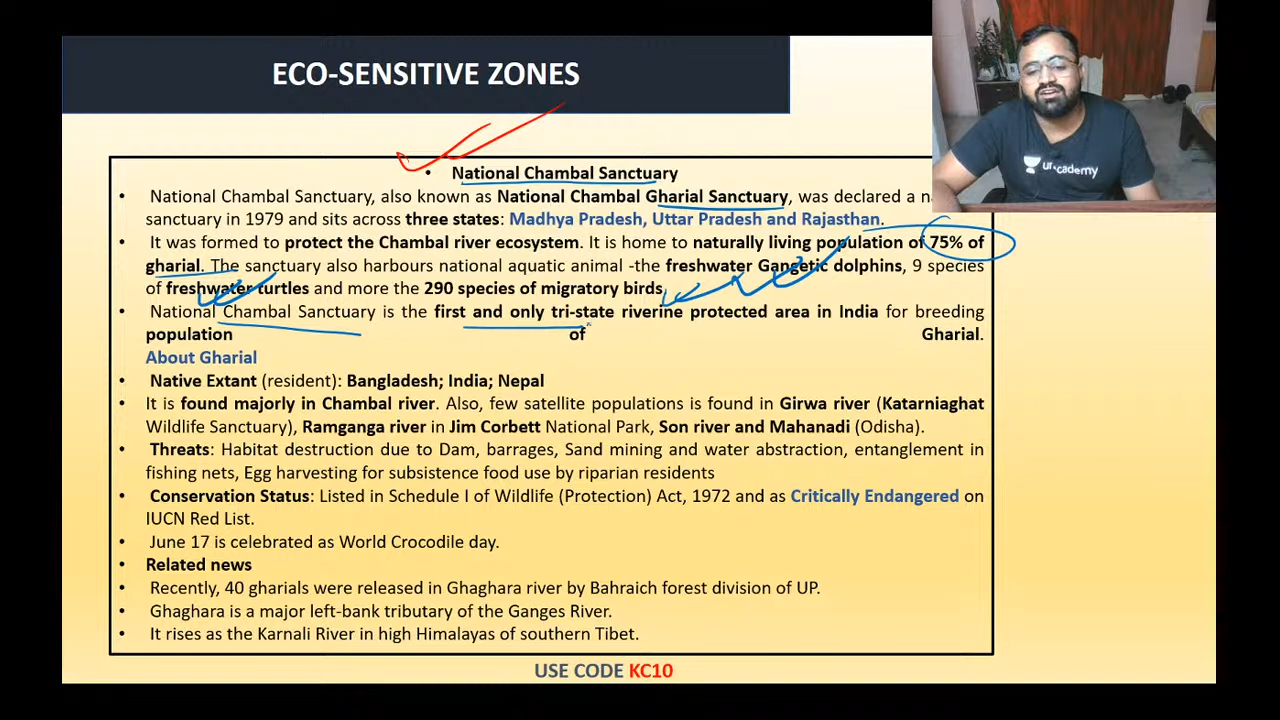 ECO-SENSITIVE ZONES
• National Chambal Sanctuary
• National Chambal Sanctuary, also known as National Chambal Gharial Sanctuary, was declared a
sanctuary in 1979 and sits across three states: Madhya Pradesh, Uttar Pradesh and Rajasthan.
• It was formed to protect the Chambal river ecosystem. It is home to naturally living population of 75% of
gharial. The sanctuary also harbours national aquatic animal -the freshwater Gangetic dolphins, 9 species
of freshwater turtles and more the 290 species of migratory birds.
• National Chambal Sanctuary is the first and only tri-state riverine protected area in India for breeding
population of Gharial.
About Gharial
• Native Extant (resident): Bangladesh; India; Nepal
• It is found majorly in Chambal river. Also, few satellite populations is found in Girwa river (Katarniaghat
Wildlife Sanctuary), Ramganga river in Jim Corbett National Park, Son river and Mahanadi (Odisha).
• Threats: Habitat destruction due to Dam, barrages, Sand mining and water abstraction, entanglement in
fishing nets, Egg harvesting for subsistence food use by riparian residents
• Conservation Status: Listed in Schedule I of Wildlife (Protection) Act, 1972 and as Critically Endangered on
IUCN Red List.
• June 17 is celebrated as World Crocodile day.
• Related news
• Recently, 40 gharials were released in Ghaghara river by Bahraich forest division of UP.
• Ghaghara is a major left-bank tributary of the Ganges River.
• It rises as the Karnali River in high Himalayas of southern Tibet.
USE CODE KC10